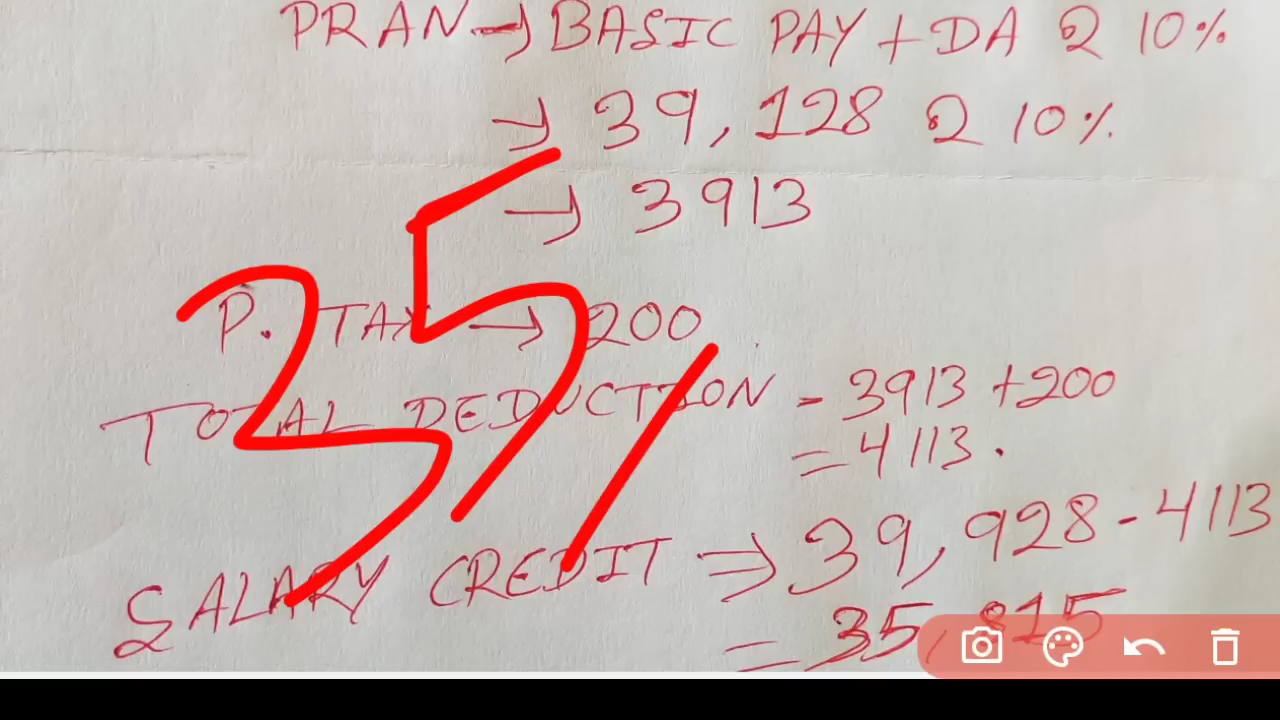 PRAN → BASIC PAY + DA @ 10%
→ 39,128 @ 10%
→ 3913
P. TAX → 200
TOTAL DEDUCTION = 3913 + 200
= 4113.
SALARY CREDIT ⇒ 39,928 - 4113
= 35,815
35/